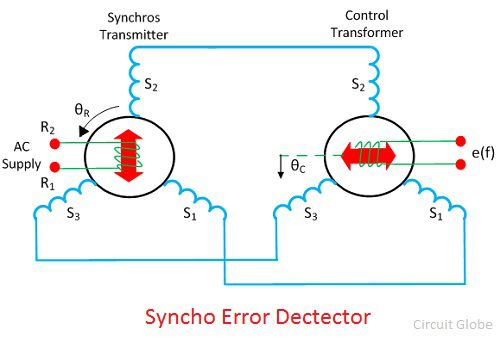 Synchros
Transmitter
Control
Transformer
S2
S2
θR
R2
AC
Supply
R1
θC
e(f)
S3
S1
S3
S1
Syncho Error Dectector
Circuit Globe